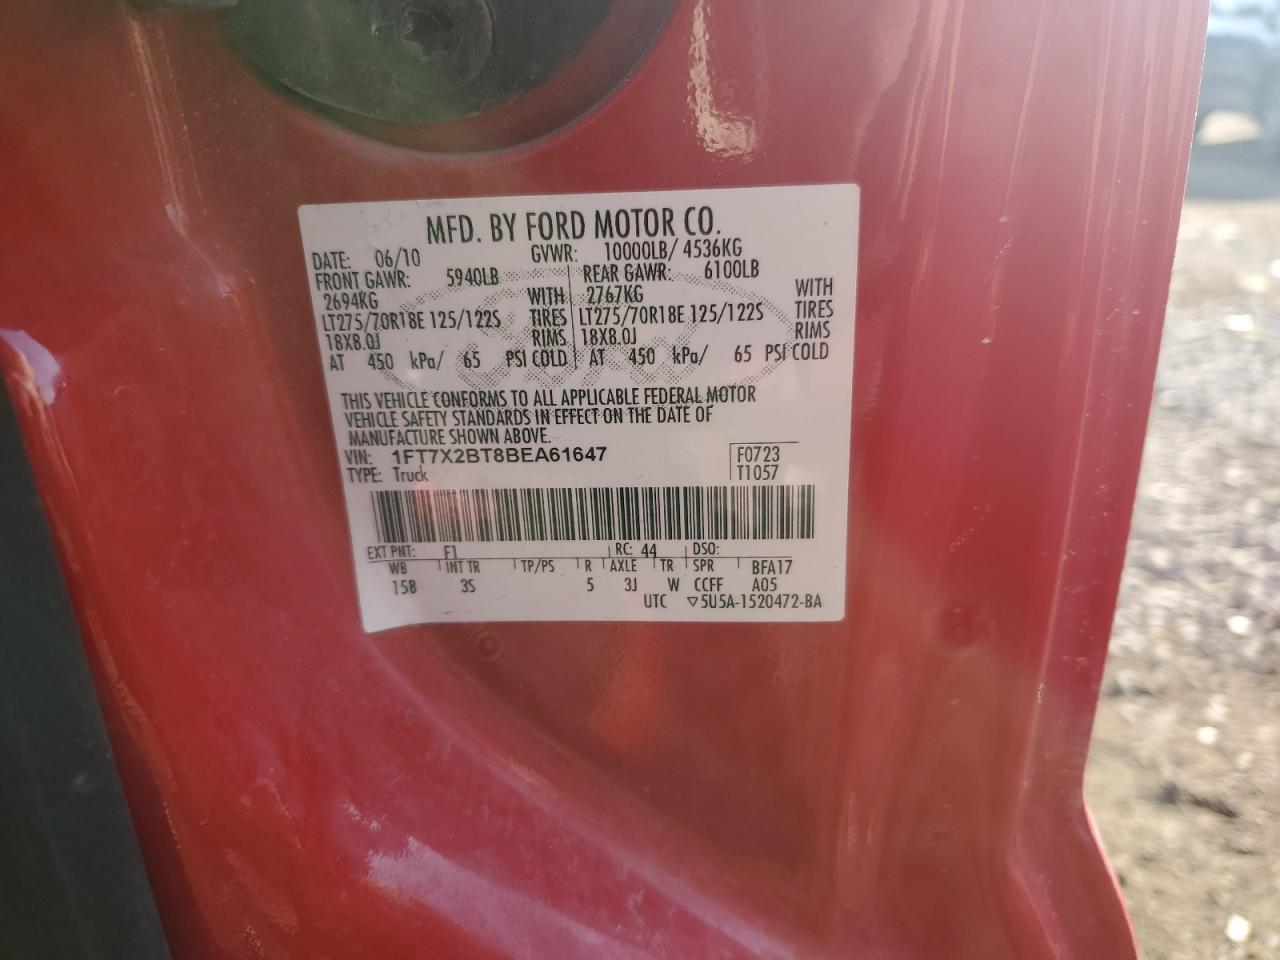 MFD. BY FORD MOTOR CO.
DATE: 06/10 GVWR: 10000LB/ 4536KG
FRONT GAWR: 5940LB REAR GAWR: 6100LB
2694KG WITH 2767KG WITH
LT275/70R18E 125/122S TIRES LT275/70R18E 125/122S TIRES
18X8.0J RIMS 18X8.0J RIMS
AT 450 kPa/ 65 PSI COLD AT 450 kPa/ 65 PSI COLD
THIS VEHICLE CONFORMS TO ALL APPLICABLE FEDERAL MOTOR
VEHICLE SAFETY STANDARDS IN EFFECT ON THE DATE OF
MANUFACTURE SHOWN ABOVE.
VIN: 1FT7X2BT8BEA61647 F0723
TYPE: Truck T1057
EXT PNT: F1 RC: 44 DSO:
WB INT TR TP/PS R AXLE TR SPR BFA17
158 3S 5 3J W CCFF A05
UTC ▽5U5A-1520472-BA